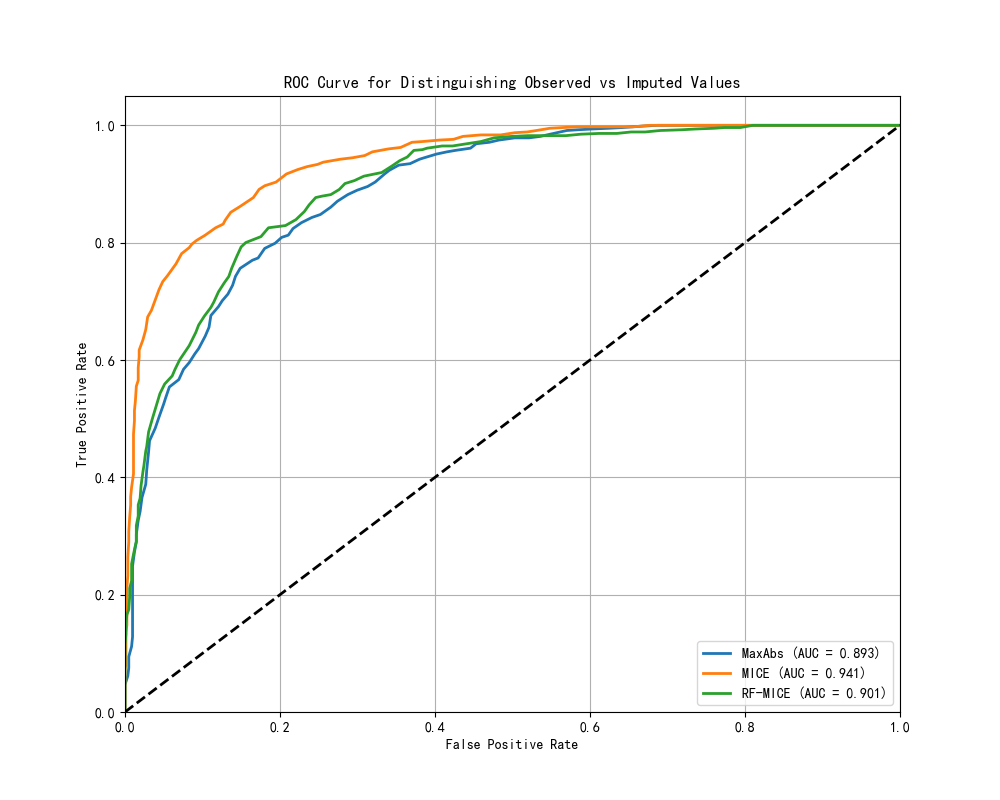 ROC Curve for Distinguishing Observed vs Imputed Values
True Positive Rate
1.0
0.8
0.6
0.4
0.2
0.0
0.0 0.2 0.4 0.6 0.8 1.0
False Positive Rate
MaxAbs (AUC = 0.893)
MICE (AUC = 0.941)
RF-MICE (AUC = 0.901)